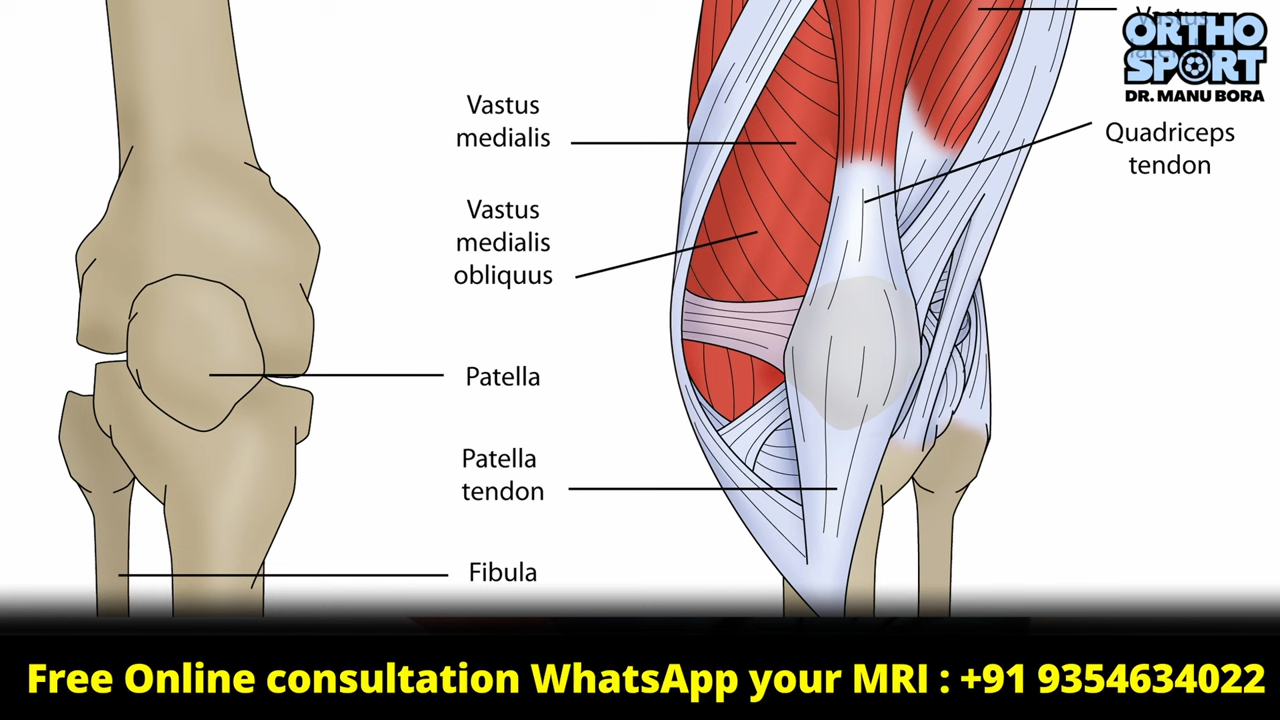 Vastus
medialis
Vastus
medialis
obliquus
Patella
Patella
tendon
Fibula
Vastus
ORTHO
SPORT
DR. MANU BORA
Quadriceps
tendon
Free Online consultation WhatsApp your MRI : +91 9354634022